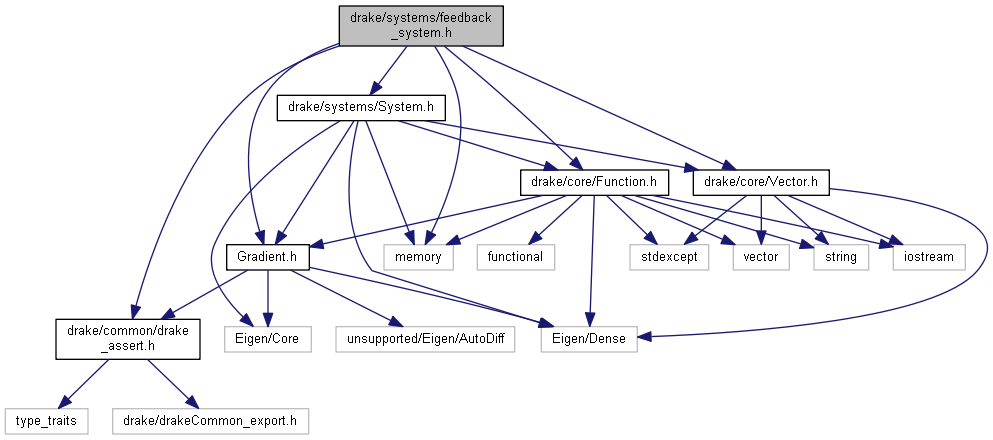 drake/systems/feedback
_system.h
drake/systems/System.h
drake/core/Function.h
drake/core/Vector.h
Gradient.h
memory
functional
stdexcept
vector
string
iostream
drake/common/drake
_assert.h
Eigen/Core
unsupported/Eigen/AutoDiff
Eigen/Dense
type_traits
drake/drakeCommon_export.h